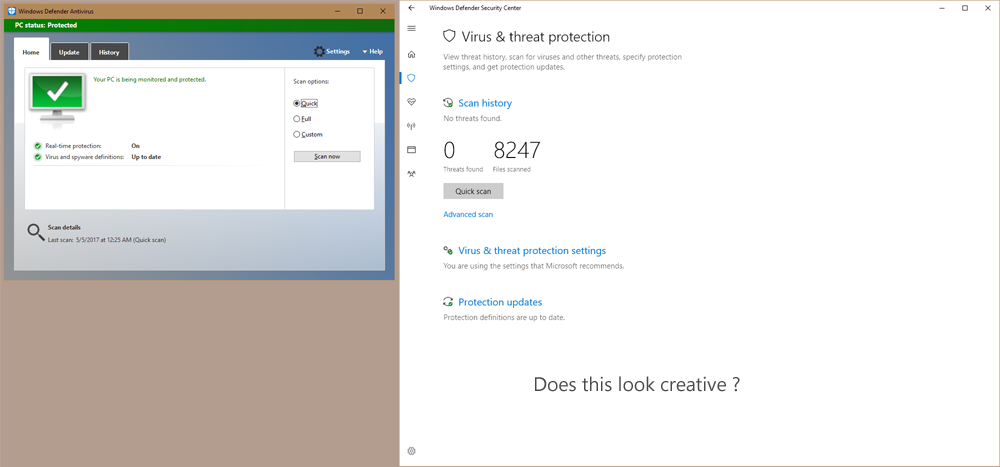 Windows Defender Antivirus
PC status: Protected
Home
Update
History
Settings
Help
Your PC is being monitored and protected.
Scan options:
Quick
Full
Custom
Scan now
Real-time protection: On
Virus and spyware definitions: Up to date
Scan details
Last scan: 5/5/2017 at 12:25 AM (Quick scan)
Windows Defender Security Center
Virus & threat protection
View threat history, scan for viruses and other threats, specify protection
settings, and get protection updates.
Scan history
No threats found.
0 8247
Threats found Files scanned
Quick scan
Advanced scan
Virus & threat protection settings
You are using the settings that Microsoft recommends.
Protection updates
Protection definitions are up to date.
Does this look creative ?